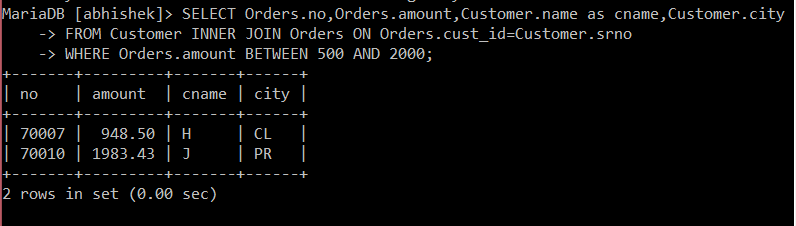 MariaDB [abhishek]> SELECT Orders.no,Orders.amount,Customer.name as cname,Customer.city
    -> FROM Customer INNER JOIN Orders ON Orders.cust_id=Customer.srno
    -> WHERE Orders.amount BETWEEN 500 AND 2000;
+-------+---------+-------+------+
| no    | amount  | cname | city |
+-------+---------+-------+------+
| 70007 |  948.50 | H     | CL   |
| 70010 | 1983.43 | J     | PR   |
+-------+---------+-------+------+
2 rows in set (0.00 sec)